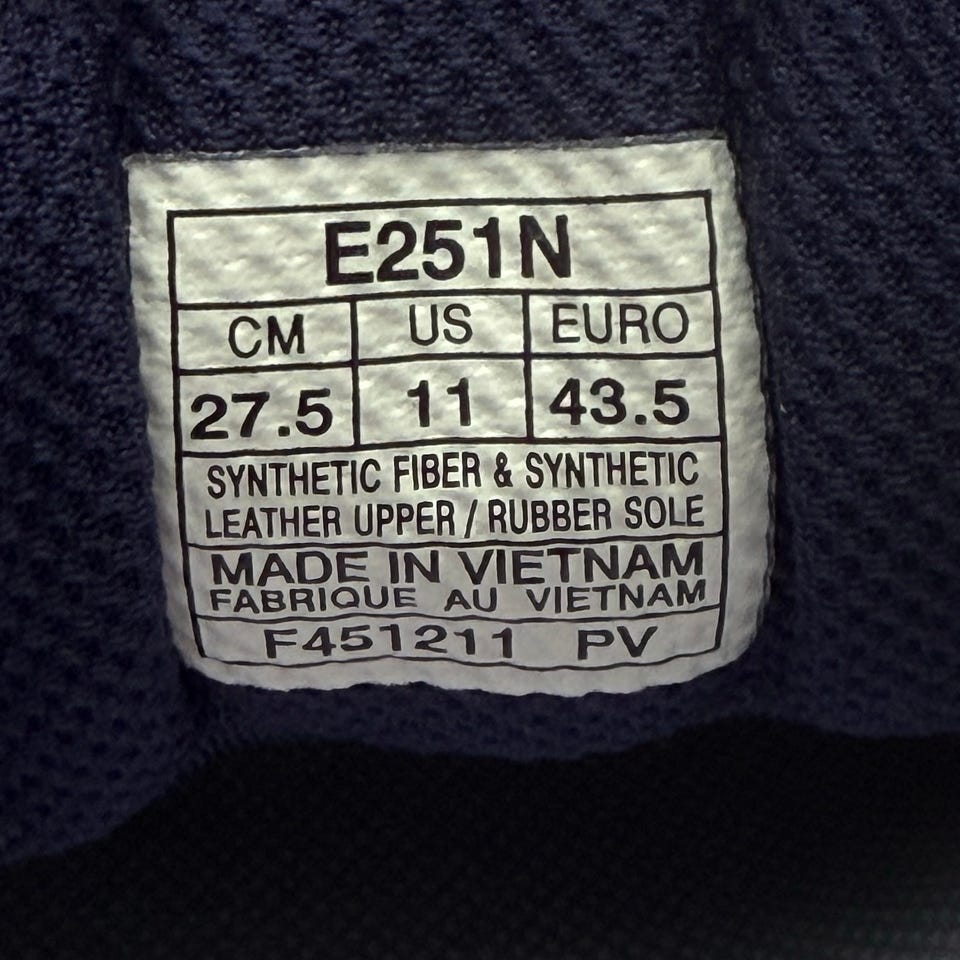 E251N
CM US EURO
27.5 11 43.5
SYNTHETIC FIBER & SYNTHETIC
LEATHER UPPER / RUBBER SOLE
MADE IN VIETNAM
FABRIQUE AU VIETNAM
F451211 PV